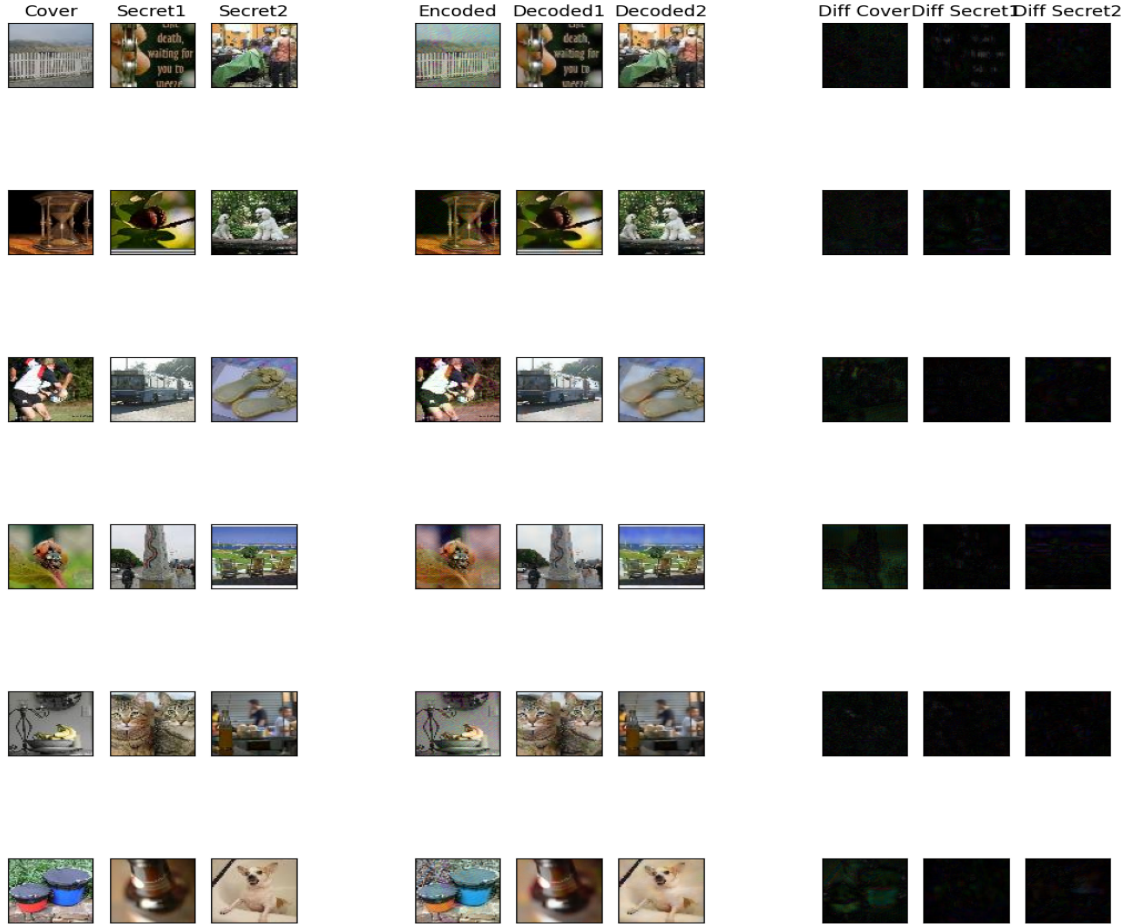 Cover Secret1 Secret2 Encoded Decoded1 Decoded2 Diff Cover Diff Secret1 Diff Secret2
death,
waiting for
you to
death,
waiting for
you to